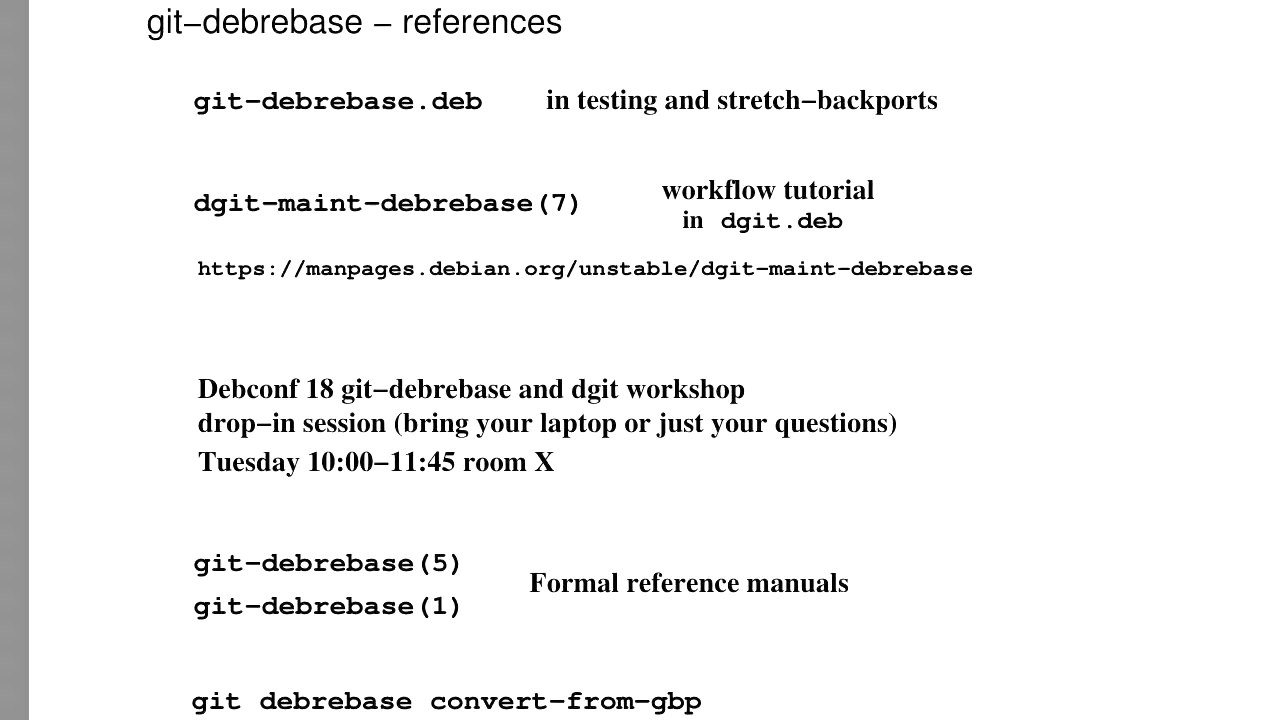 git–debrebase – references
git-debrebase.deb in testing and stretch–backports
dgit-maint-debrebase(7) workflow tutorial
in dgit.deb
https://manpages.debian.org/unstable/dgit-maint-debrebase
Debconf 18 git–debrebase and dgit workshop
drop–in session (bring your laptop or just your questions)
Tuesday 10:00–11:45 room X
git-debrebase(5)
Formal reference manuals
git-debrebase(1)
git debrebase convert-from-gbp